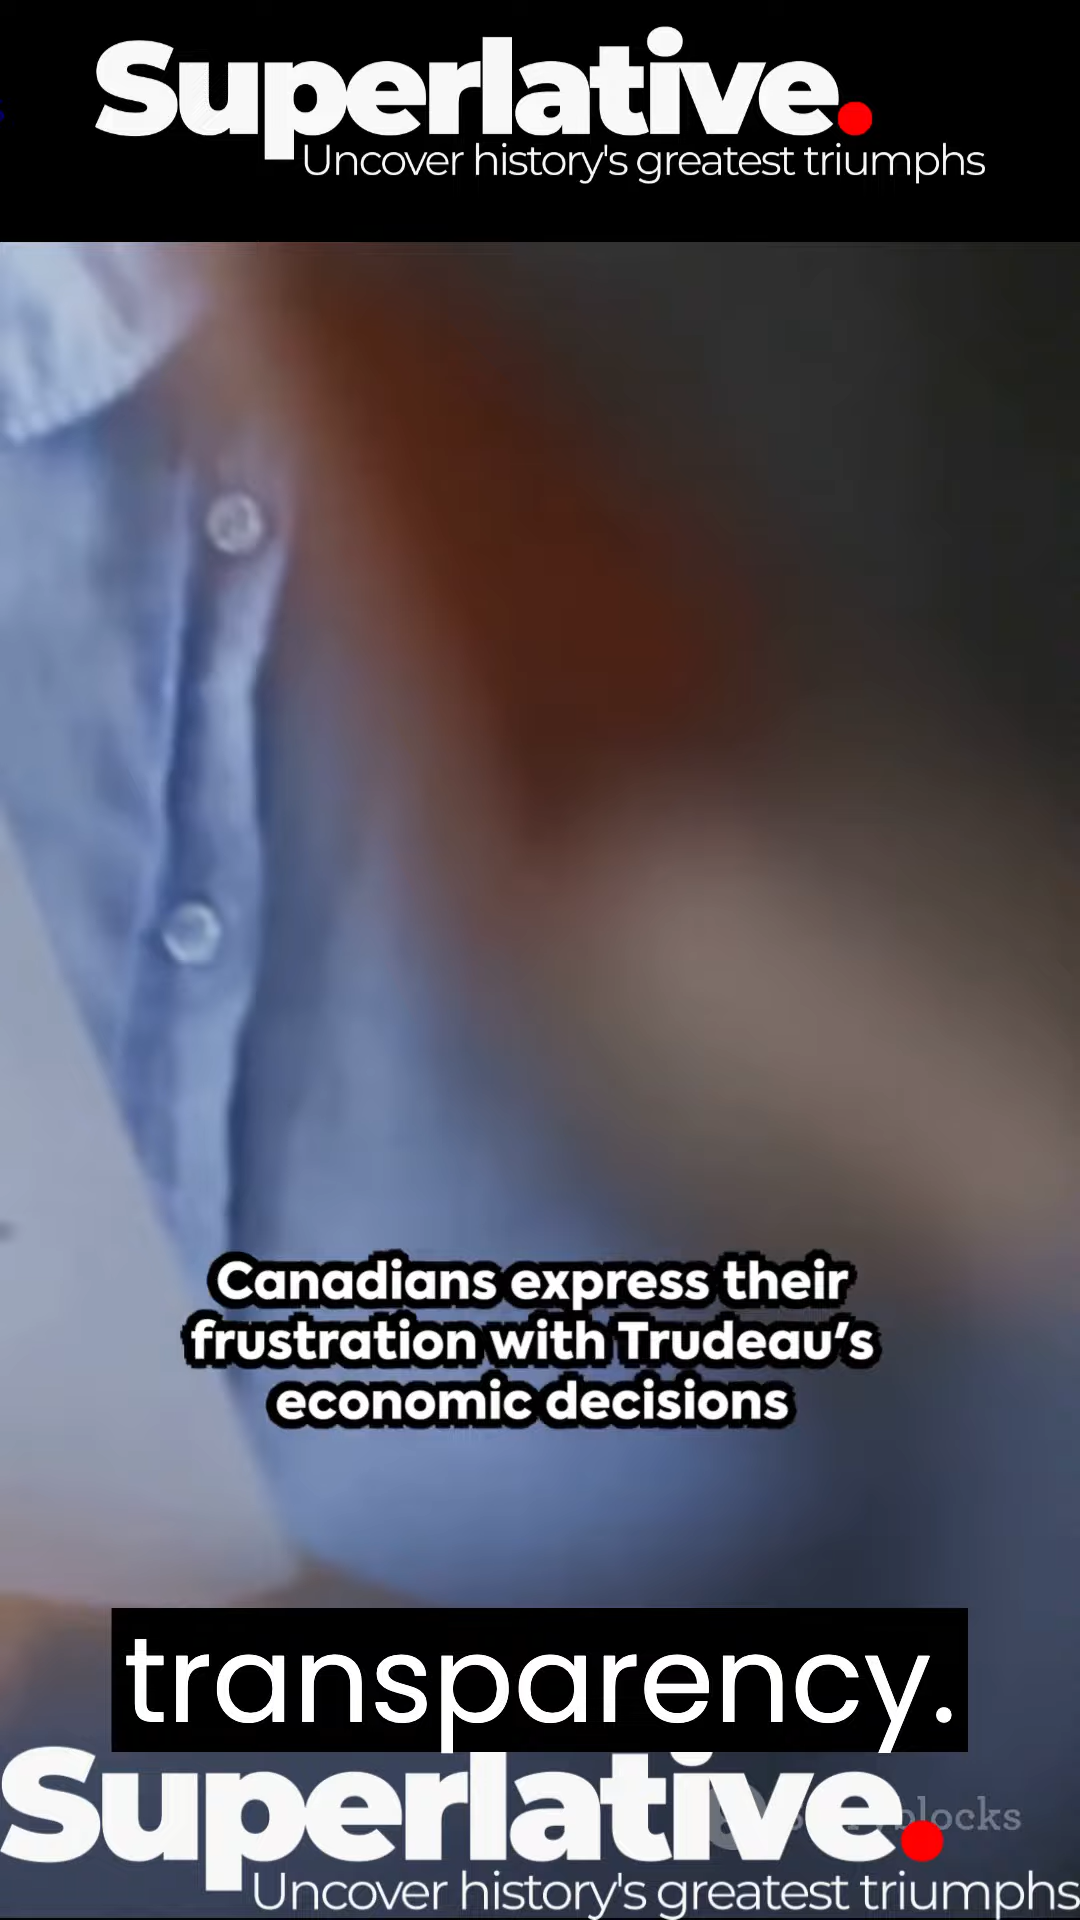 Superlative.
Uncover history's greatest triumphs
Canadians express their
frustration with Trudeau's
economic decisions
transparency.
Superlative.
blocks
Uncover history's greatest triumphs